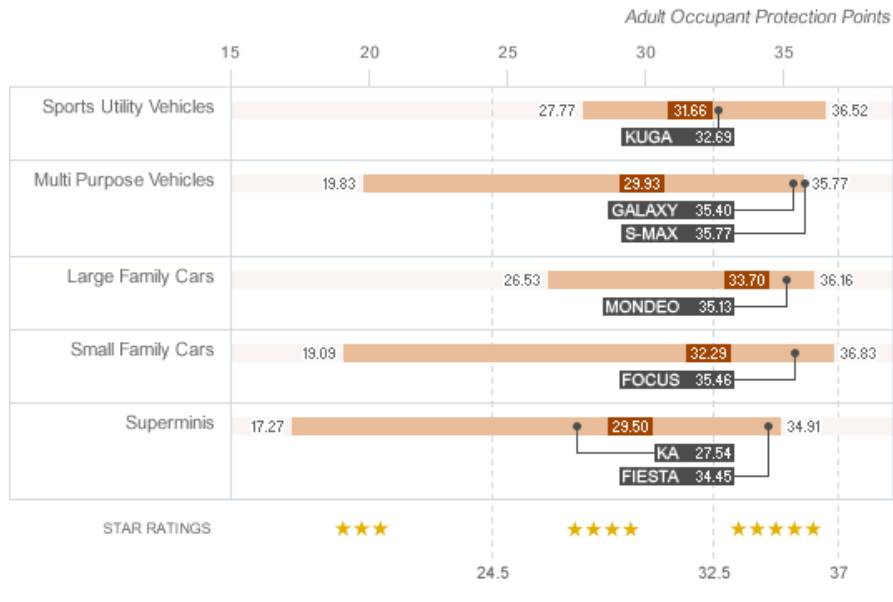 Adult Occupant Protection Points
15 20 25 30 35
Sports Utility Vehicles 27.77 31.66 36.52
KUGA 32.69
Multi Purpose Vehicles 19.83 29.93 35.77
GALAXY 35.40
S-MAX 35.77
Large Family Cars 26.53 33.70 36.16
MONDEO 35.13
Small Family Cars 19.09 32.29 36.83
FOCUS 35.46
Superminis 17.27 29.50 34.91
KA 27.54
FIESTA 34.45
STAR RATINGS ★★★ ★★★★ ★★★★★
24.5 32.5 37